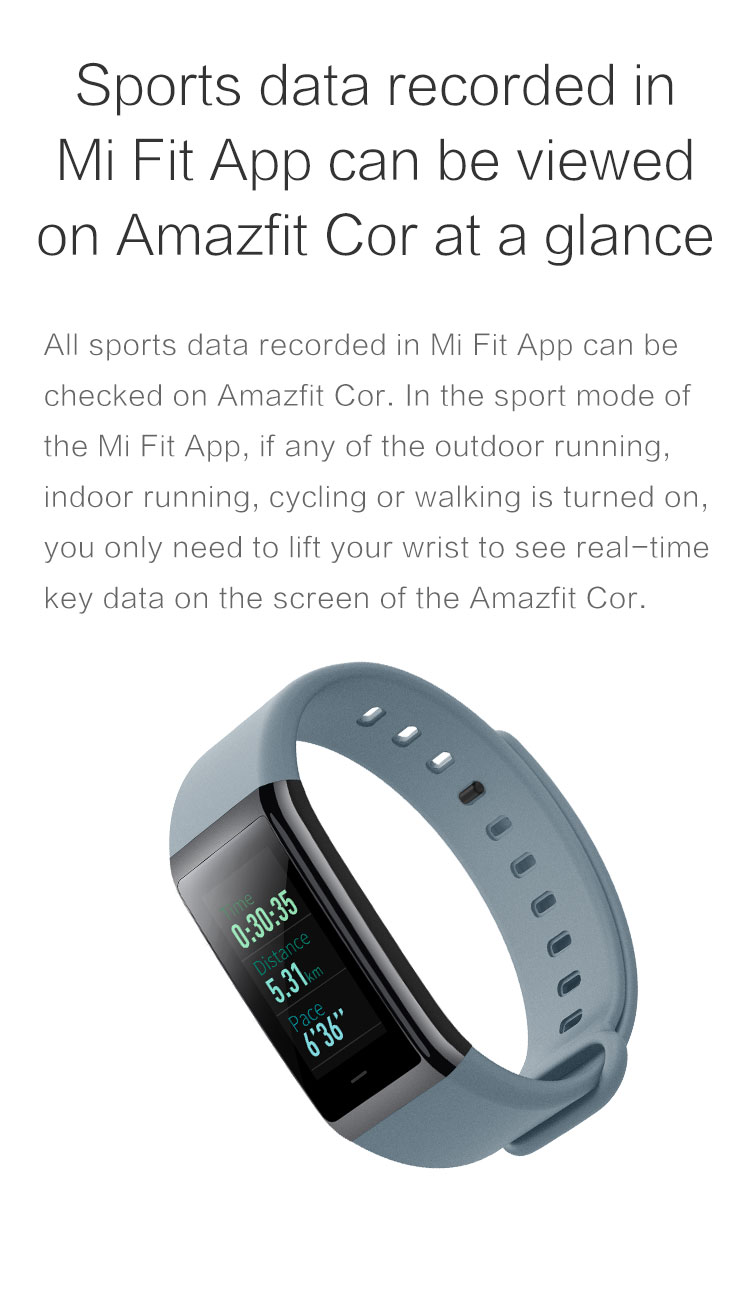 Sports data recorded in
Mi Fit App can be viewed
on Amazfit Cor at a glance
All sports data recorded in Mi Fit App can be
checked on Amazfit Cor. In the sport mode of
the Mi Fit App, if any of the outdoor running,
indoor running, cycling or walking is turned on,
you only need to lift your wrist to see real-time
key data on the screen of the Amazfit Cor.
Time
0:30:35
Distance
5.31km
Pace
6'36"